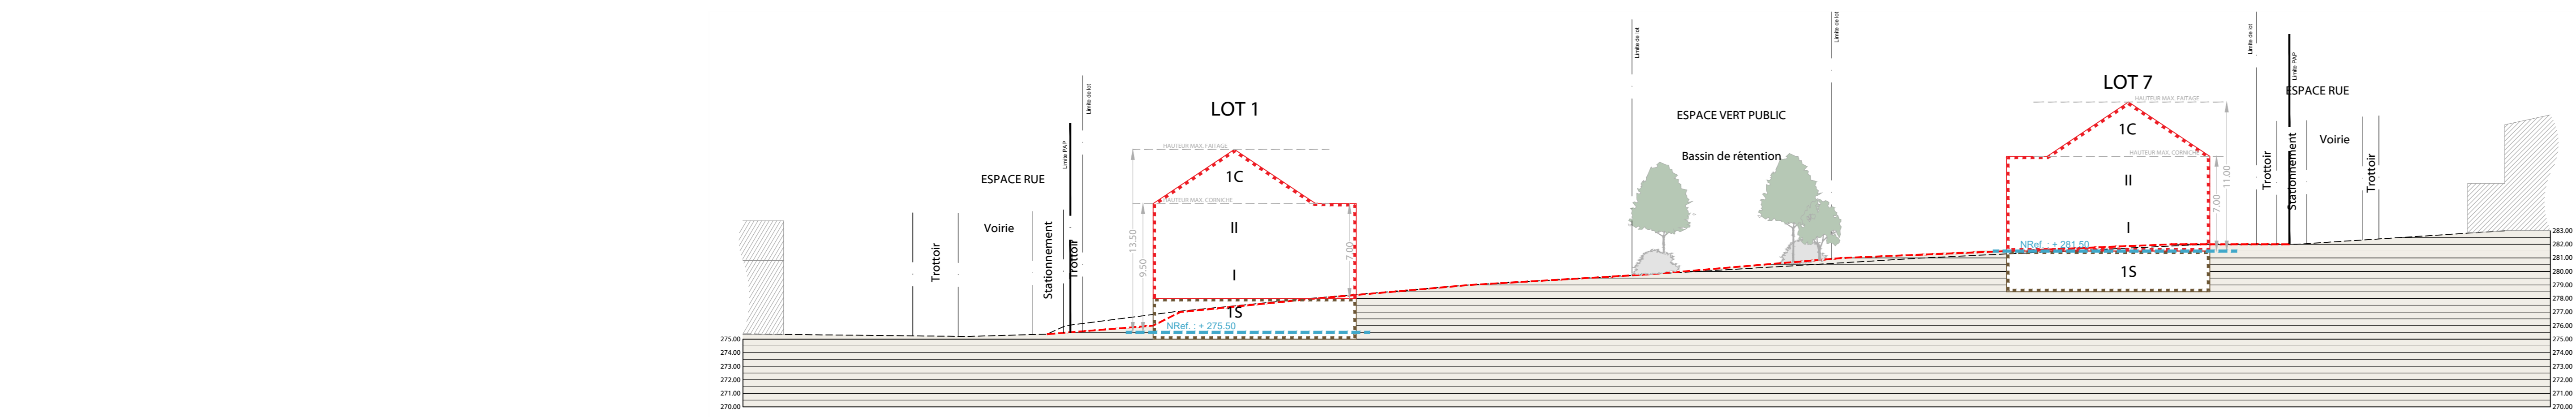 LOT 1
HAUTEUR MAX. FAITAGE
1C
HAUTEUR MAX. CORNICHE
II
I
1S
NRef. : + 275.50
13.50
9.50
7.00
ESPACE RUE
Voirie
Trottoir
Stationnement
Trottoir
Limite PAP
Limite de lot
Limite de lot
ESPACE VERT PUBLIC
Bassin de rétention
Limite de lot
LOT 7
HAUTEUR MAX. FAITAGE
1C
HAUTEUR MAX. CORNICHE
II
I
NRef. : + 281.50
1S
7.00
11.00
Limite de lot
Limite PAP
ESPACE RUE
Trottoir
Stationnement
Voirie
Trottoir
275.00
274.00
273.00
272.00
271.00
270.00
283.00
282.00
281.00
280.00
279.00
278.00
277.00
276.00
275.00
274.00
273.00
272.00
271.00
270.00